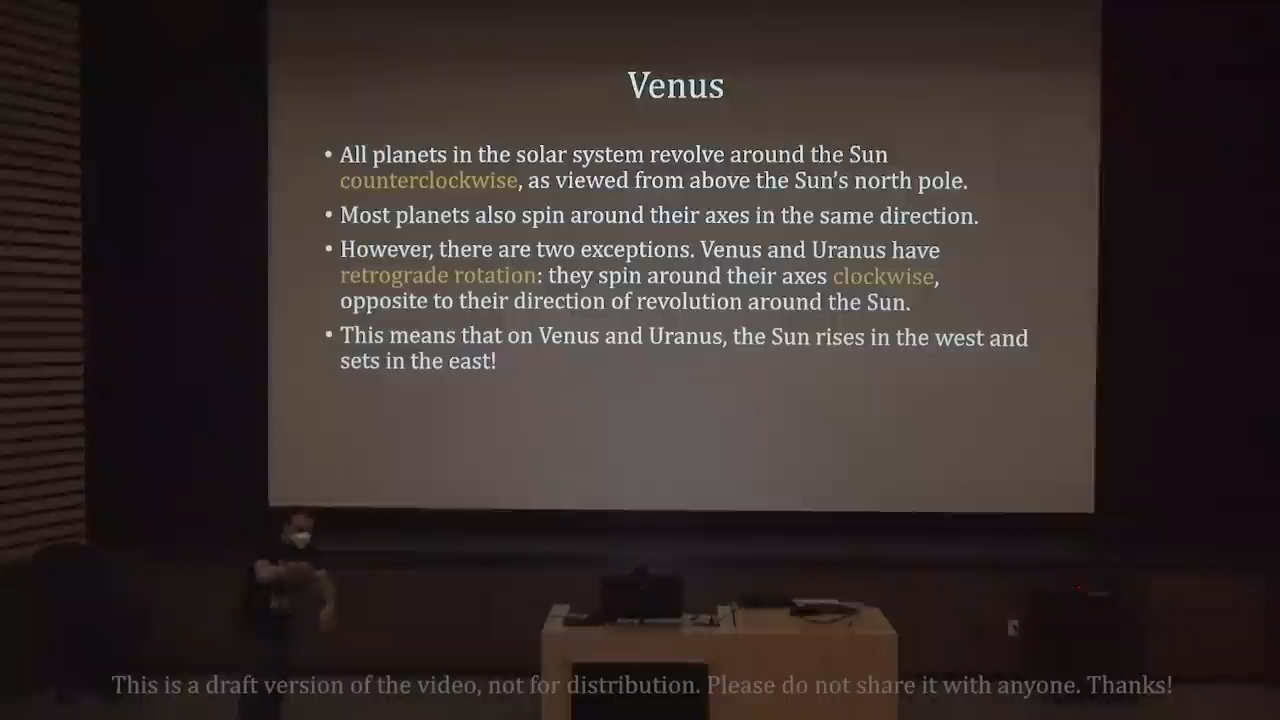 Venus
• All planets in the solar system revolve around the Sun
counterclockwise, as viewed from above the Sun's north pole.
• Most planets also spin around their axes in the same direction.
• However, there are two exceptions. Venus and Uranus have
retrograde rotation: they spin around their axes clockwise,
opposite to their direction of revolution around the Sun.
• This means that on Venus and Uranus, the Sun rises in the west and
sets in the east!
This is a draft version of the video, not for distribution. Please do not share it with anyone. Thanks!